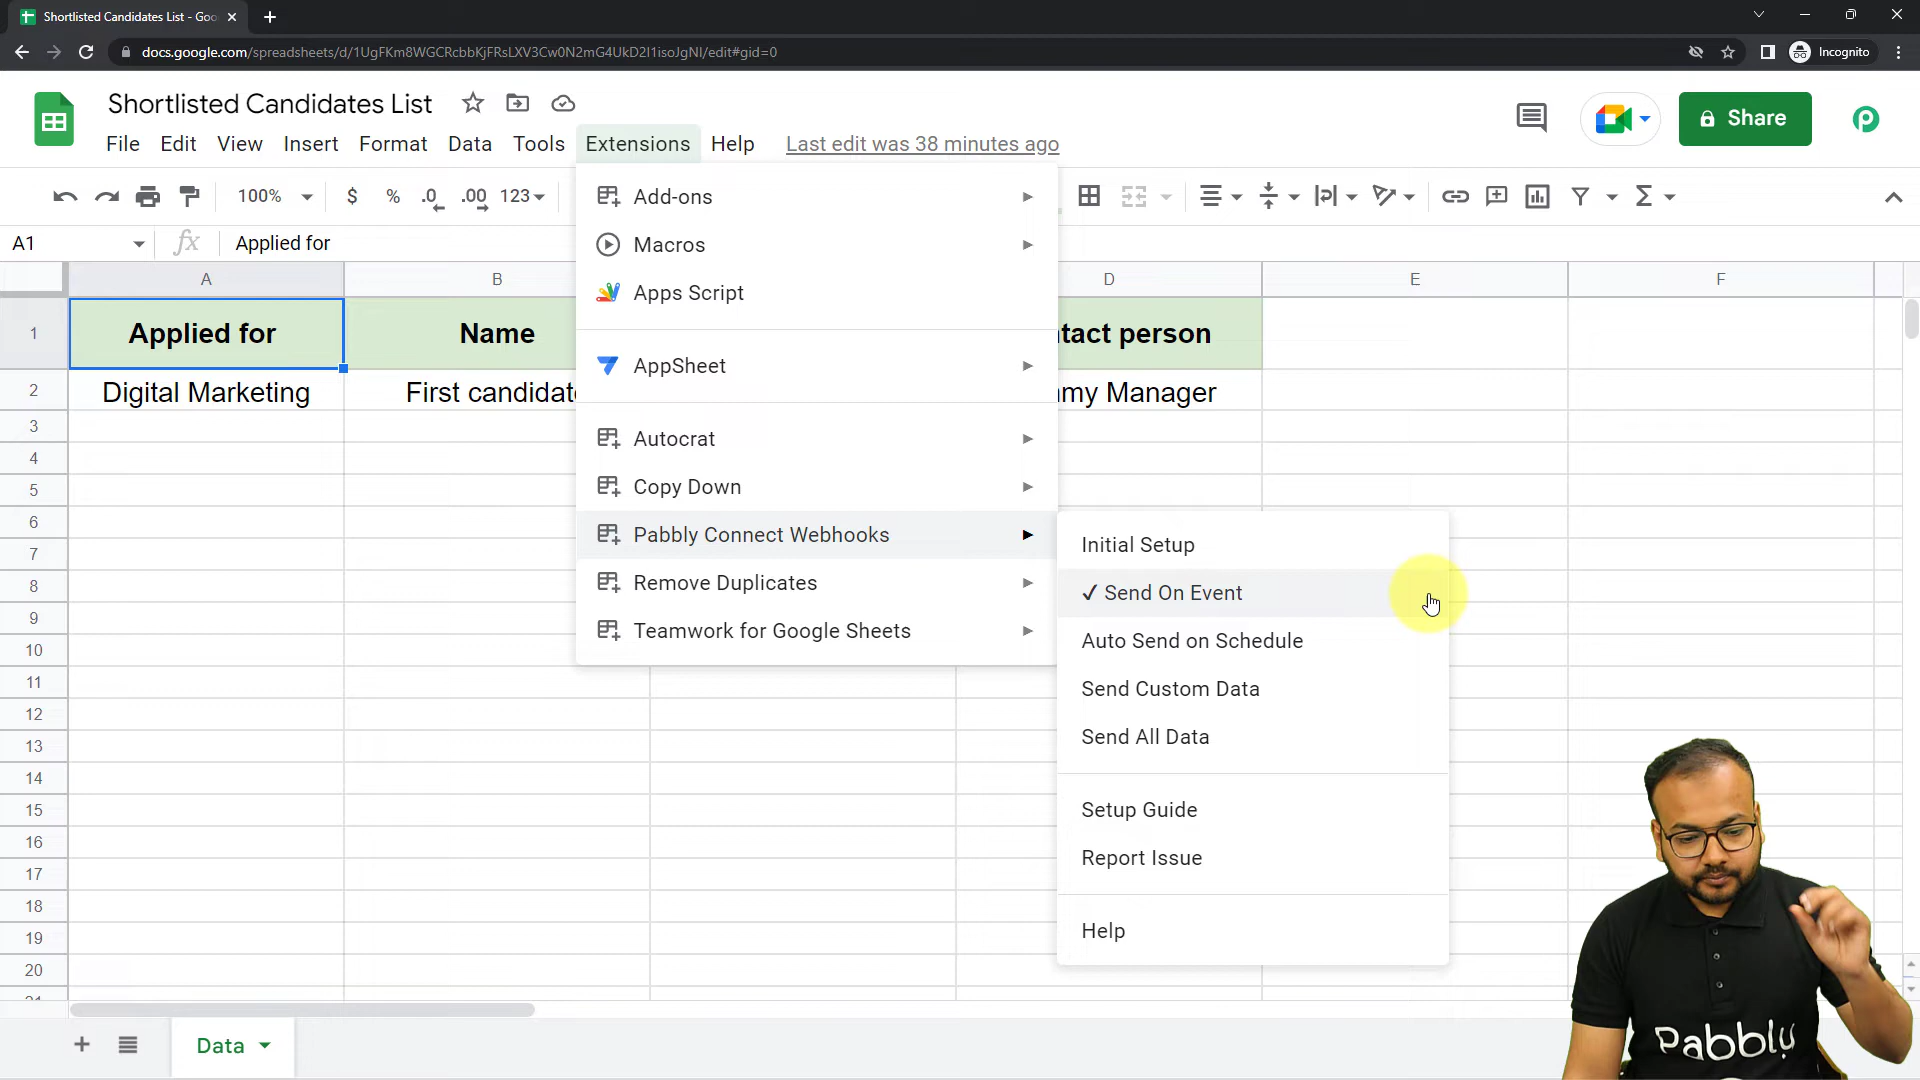 Shortlisted Candidates List - Goo
docs.google.com/spreadsheets/d/1UgFKm8WGCRcbbKjFRsLXV3Cw0N2mG4UkD2I1isoJgNI/edit#gid=0
Incognito
Shortlisted Candidates List
File Edit View Insert Format Data Tools Extensions Help Last edit was 38 minutes ago
Share
100% $ % .0 .00 123
A1 fx Applied for
A B D E F
1 Applied for Name tact person
2 Digital Marketing First candidat my Manager
3
4
5
6
7
8
9
10
11
12
13
14
15
16
17
18
19
20
21
Add-ons
Macros
Apps Script
AppSheet
Autocrat
Copy Down
Pabbly Connect Webhooks
Remove Duplicates
Teamwork for Google Sheets
Initial Setup
✓ Send On Event
Auto Send on Schedule
Send Custom Data
Send All Data
Setup Guide
Report Issue
Help
Pabbly
Data